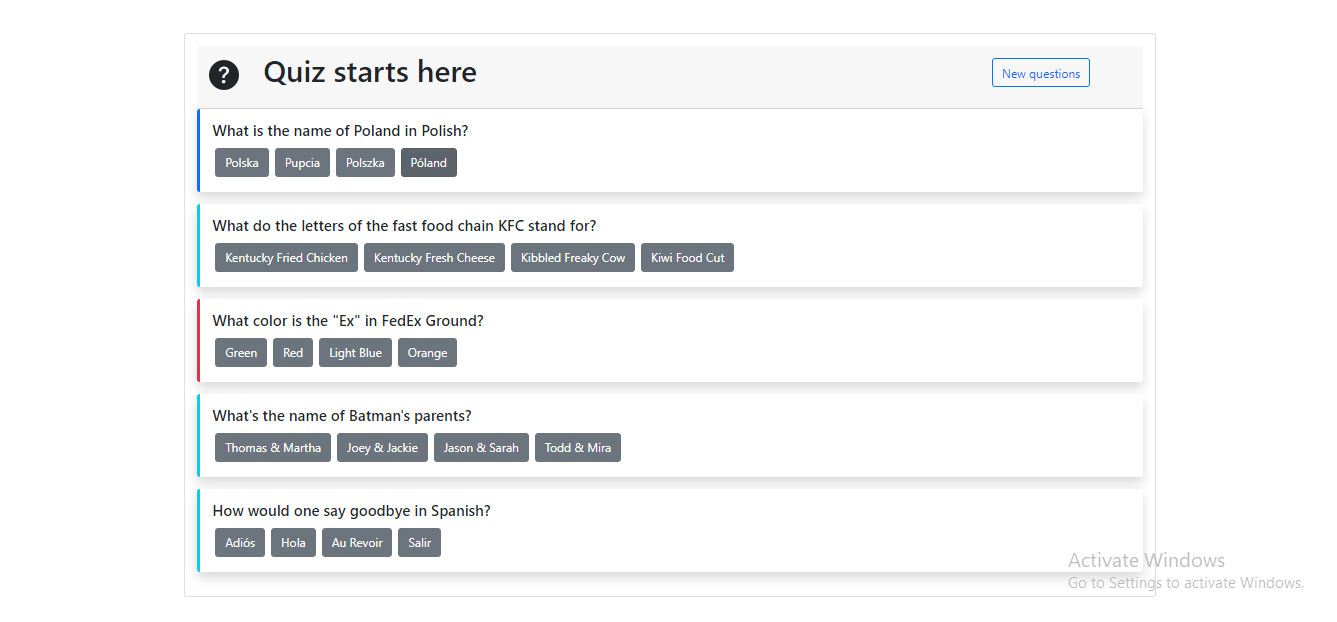 ? Quiz starts here New questions
What is the name of Poland in Polish?
Polska Pupcia Polszka Póland
What do the letters of the fast food chain KFC stand for?
Kentucky Fried Chicken Kentucky Fresh Cheese Kibbled Freaky Cow Kiwi Food Cut
What color is the "Ex" in FedEx Ground?
Green Red Light Blue Orange
What's the name of Batman's parents?
Thomas & Martha Joey & Jackie Jason & Sarah Todd & Mira
How would one say goodbye in Spanish?
Adiós Hola Au Revoir Salir
Activate Windows
Go to Settings to activate Windows.